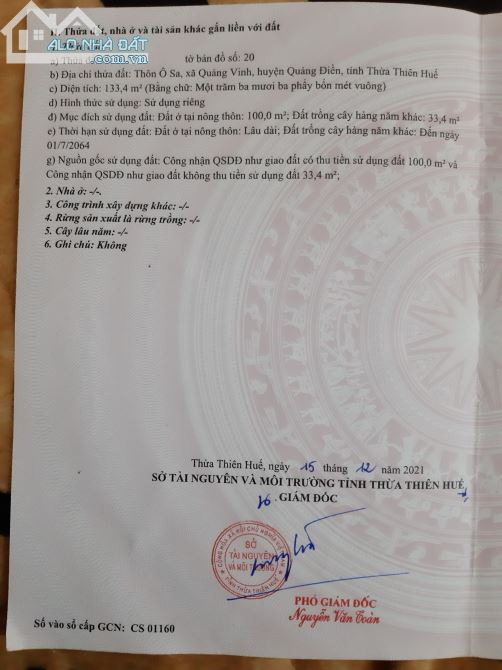 ALO NHÀ ĐẤT
.com.vn
II. Thửa đất, nhà ở và tài sản khác gắn liền với đất
tờ bản đồ số: 20
b) Địa chỉ thửa đất: Thôn Ô Sa, xã Quảng Vinh, huyện Quảng Điền, tỉnh Thừa Thiên Huế
c) Diện tích: 133,4 m² (Bằng chữ: Một trăm ba mươi ba phẩy bốn mét vuông)
d) Hình thức sử dụng: Sử dụng riêng
đ) Mục đích sử dụng đất: Đất ở tại nông thôn: 100,0 m²; Đất trồng cây hàng năm khác: 33,4 m²
e) Thời hạn sử dụng đất: Đất ở tại nông thôn: Lâu dài; Đất trồng cây hàng năm khác: Đến ngày
01/7/2064
g) Nguồn gốc sử dụng đất: Công nhận QSDĐ như giao đất có thu tiền sử dụng đất 100,0 m² và
Công nhận QSDĐ như giao đất không thu tiền sử dụng đất 33,4 m²;
2. Nhà ở: -/-.
3. Công trình xây dựng khác: -/-
4. Rừng sản xuất là rừng trồng: -/-
5. Cây lâu năm: -/-
6. Ghi chú: Không
Thừa Thiên Huế, ngày 15 tháng 12 năm 2021
SỞ TÀI NGUYÊN VÀ MÔI TRƯỜNG TỈNH THỪA THIÊN HUẾ
GIÁM ĐỐC
SỞ
TÀI NGUYÊN
VÀ MÔI TRƯỜNG
TỈNH THỪA THIÊN HUẾ
PHÓ GIÁM ĐỐC
Nguyễn Văn Toàn
Số vào sổ cấp GCN: CS 01160